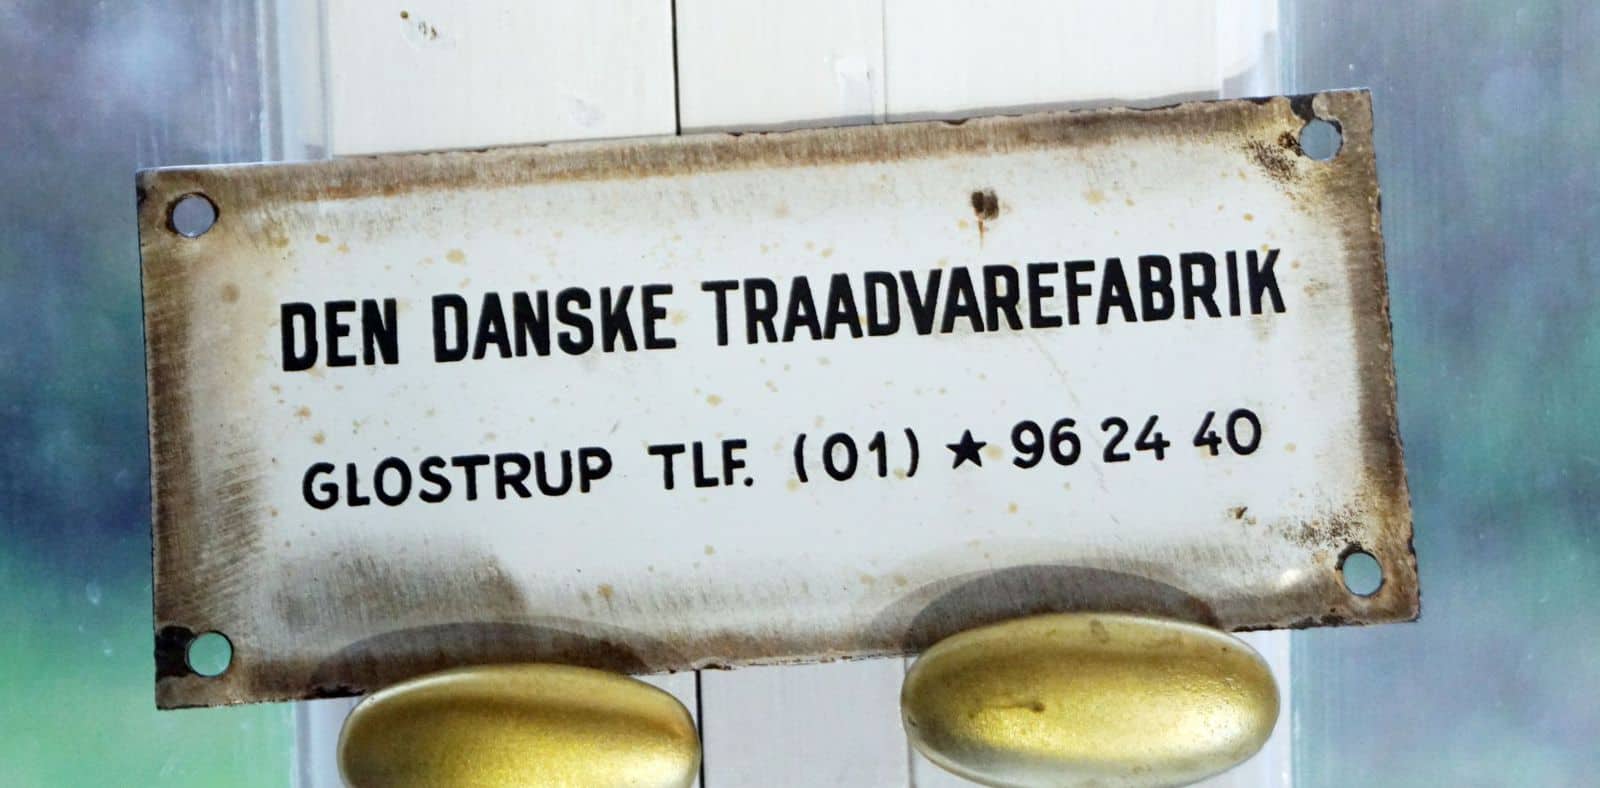 DEN DANSKE TRAADVAREFABRIK
GLOSTRUP TLF. (01) ★ 96 24 40